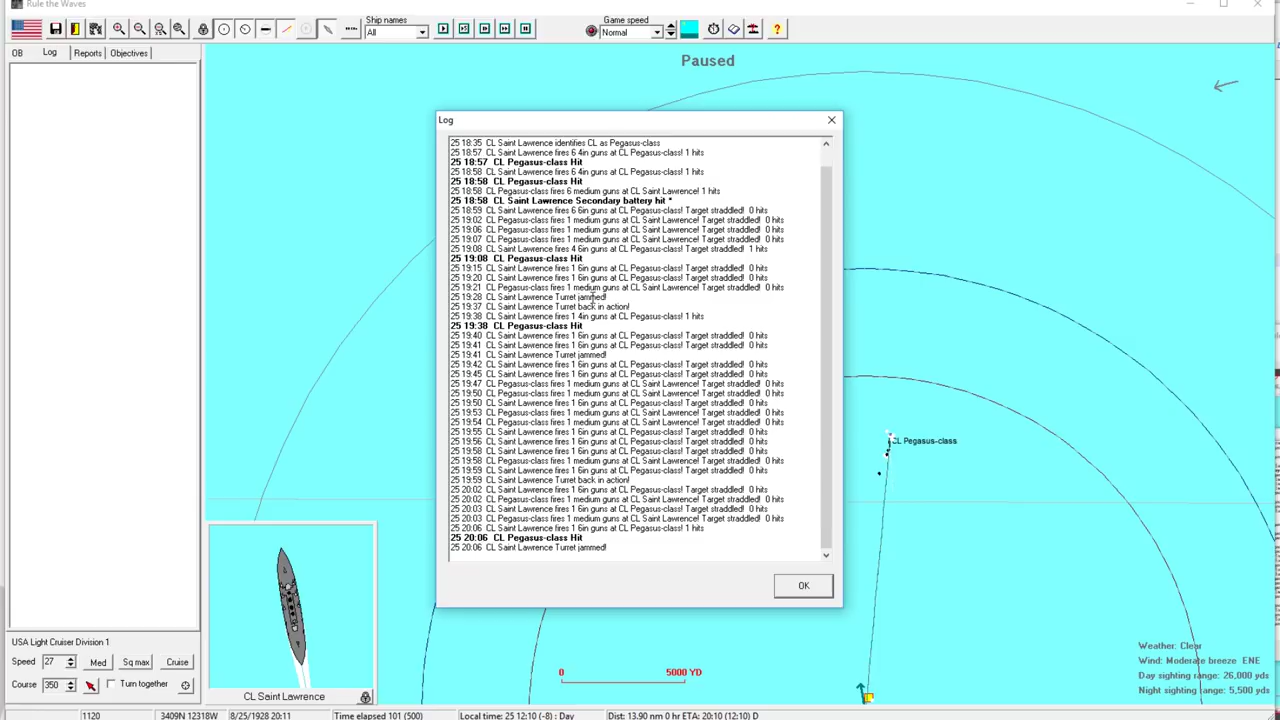 Rule the Waves
Ship names
All
Game speed
Normal
OB Log Reports Objectives
Paused
Log
25 18:35 CL Saint Lawrence identifies CL as Pegasus-class
25 18:57 CL Saint Lawrence fires 6 4in guns at CL Pegasus-class! 1 hits
25 18:57 CL Pegasus-class Hit
25 18:58 CL Saint Lawrence fires 6 4in guns at CL Pegasus-class! 1 hits
25 18:58 CL Pegasus-class Hit
25 18:58 CL Pegasus-class fires 6 medium guns at CL Saint Lawrence! 1 hits
25 18:58 CL Saint Lawrence Secondary battery hit *
25 18:59 CL Saint Lawrence fires 6 6in guns at CL Pegasus-class! Target straddled! 0 hits
25 19:02 CL Pegasus-class fires 1 medium guns at CL Saint Lawrence! Target straddled! 0 hits
25 19:06 CL Pegasus-class fires 1 medium guns at CL Saint Lawrence! Target straddled! 0 hits
25 19:07 CL Pegasus-class fires 1 medium guns at CL Saint Lawrence! Target straddled! 0 hits
25 19:08 CL Saint Lawrence fires 4 6in guns at CL Pegasus-class! Target straddled! 1 hits
25 19:08 CL Pegasus-class Hit
25 19:15 CL Saint Lawrence fires 1 6in guns at CL Pegasus-class! Target straddled! 0 hits
25 19:20 CL Saint Lawrence fires 1 6in guns at CL Pegasus-class! Target straddled! 0 hits
25 19:21 CL Pegasus-class fires 1 medium guns at CL Saint Lawrence! Target straddled! 0 hits
25 19:28 CL Saint Lawrence Turret jammed!
25 19:37 CL Saint Lawrence Turret back in action!
25 19:38 CL Saint Lawrence fires 1 4in guns at CL Pegasus-class! 1 hits
25 19:38 CL Pegasus-class Hit
25 19:40 CL Saint Lawrence fires 1 6in guns at CL Pegasus-class! Target straddled! 0 hits
25 19:41 CL Saint Lawrence fires 1 6in guns at CL Pegasus-class! Target straddled! 0 hits
25 19:41 CL Saint Lawrence Turret jammed!
25 19:42 CL Saint Lawrence fires 1 6in guns at CL Pegasus-class! Target straddled! 0 hits
25 19:45 CL Saint Lawrence fires 1 6in guns at CL Pegasus-class! Target straddled! 0 hits
25 19:47 CL Pegasus-class fires 1 medium guns at CL Saint Lawrence! Target straddled! 0 hits
25 19:50 CL Pegasus-class fires 1 medium guns at CL Saint Lawrence! Target straddled! 0 hits
25 19:50 CL Saint Lawrence fires 1 6in guns at CL Pegasus-class! Target straddled! 0 hits
25 19:53 CL Pegasus-class fires 1 medium guns at CL Saint Lawrence! Target straddled! 0 hits
25 19:54 CL Pegasus-class fires 1 medium guns at CL Saint Lawrence! Target straddled! 0 hits
25 19:55 CL Saint Lawrence fires 1 6in guns at CL Pegasus-class! Target straddled! 0 hits
25 19:56 CL Saint Lawrence fires 1 6in guns at CL Pegasus-class! Target straddled! 0 hits
25 19:58 CL Saint Lawrence fires 1 6in guns at CL Pegasus-class! Target straddled! 0 hits
25 19:58 CL Pegasus-class fires 1 medium guns at CL Saint Lawrence! Target straddled! 0 hits
25 19:59 CL Saint Lawrence fires 1 6in guns at CL Pegasus-class! Target straddled! 0 hits
25 19:59 CL Saint Lawrence Turret back in action!
25 20:02 CL Saint Lawrence fires 1 6in guns at CL Pegasus-class! Target straddled! 0 hits
25 20:02 CL Pegasus-class fires 1 medium guns at CL Saint Lawrence! Target straddled! 0 hits
25 20:03 CL Saint Lawrence fires 1 6in guns at CL Pegasus-class! Target straddled! 0 hits
25 20:03 CL Pegasus-class fires 1 medium guns at CL Saint Lawrence! Target straddled! 0 hits
25 20:06 CL Saint Lawrence fires 1 6in guns at CL Pegasus-class! 1 hits
25 20:06 CL Pegasus-class Hit
25 20:06 CL Saint Lawrence Turret jammed!
OK
CL Pegasus-class
USA Light Cruiser Division 1
Speed 27 Med Sq max Cruise
Course 350 Turn together
CL Saint Lawrence
0 5000 YD
Weather: Clear
Wind: Moderate breeze ENE
Day sighting range: 26,000 yds
Night sighting range: 5,500 yds
1120 3409N 12318W 8/25/1928 20:11 Time elapsed 101 (500) Local time: 25 12:10 (-8) : Day Dist: 13.90 nm 0 hr ETA: 20:10 (12:10) D